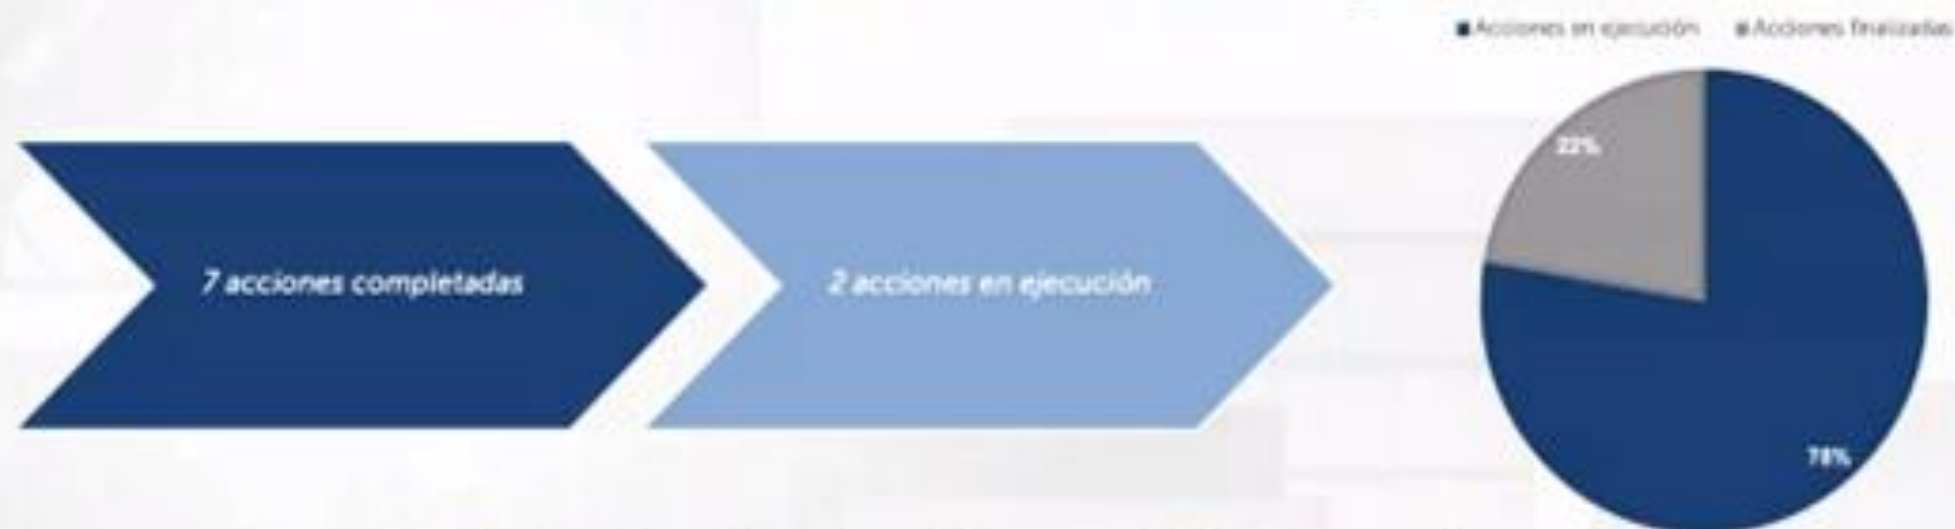 Acciones en ejecución Acciones finalizadas
22%
7 acciones completadas
2 acciones en ejecución
78%